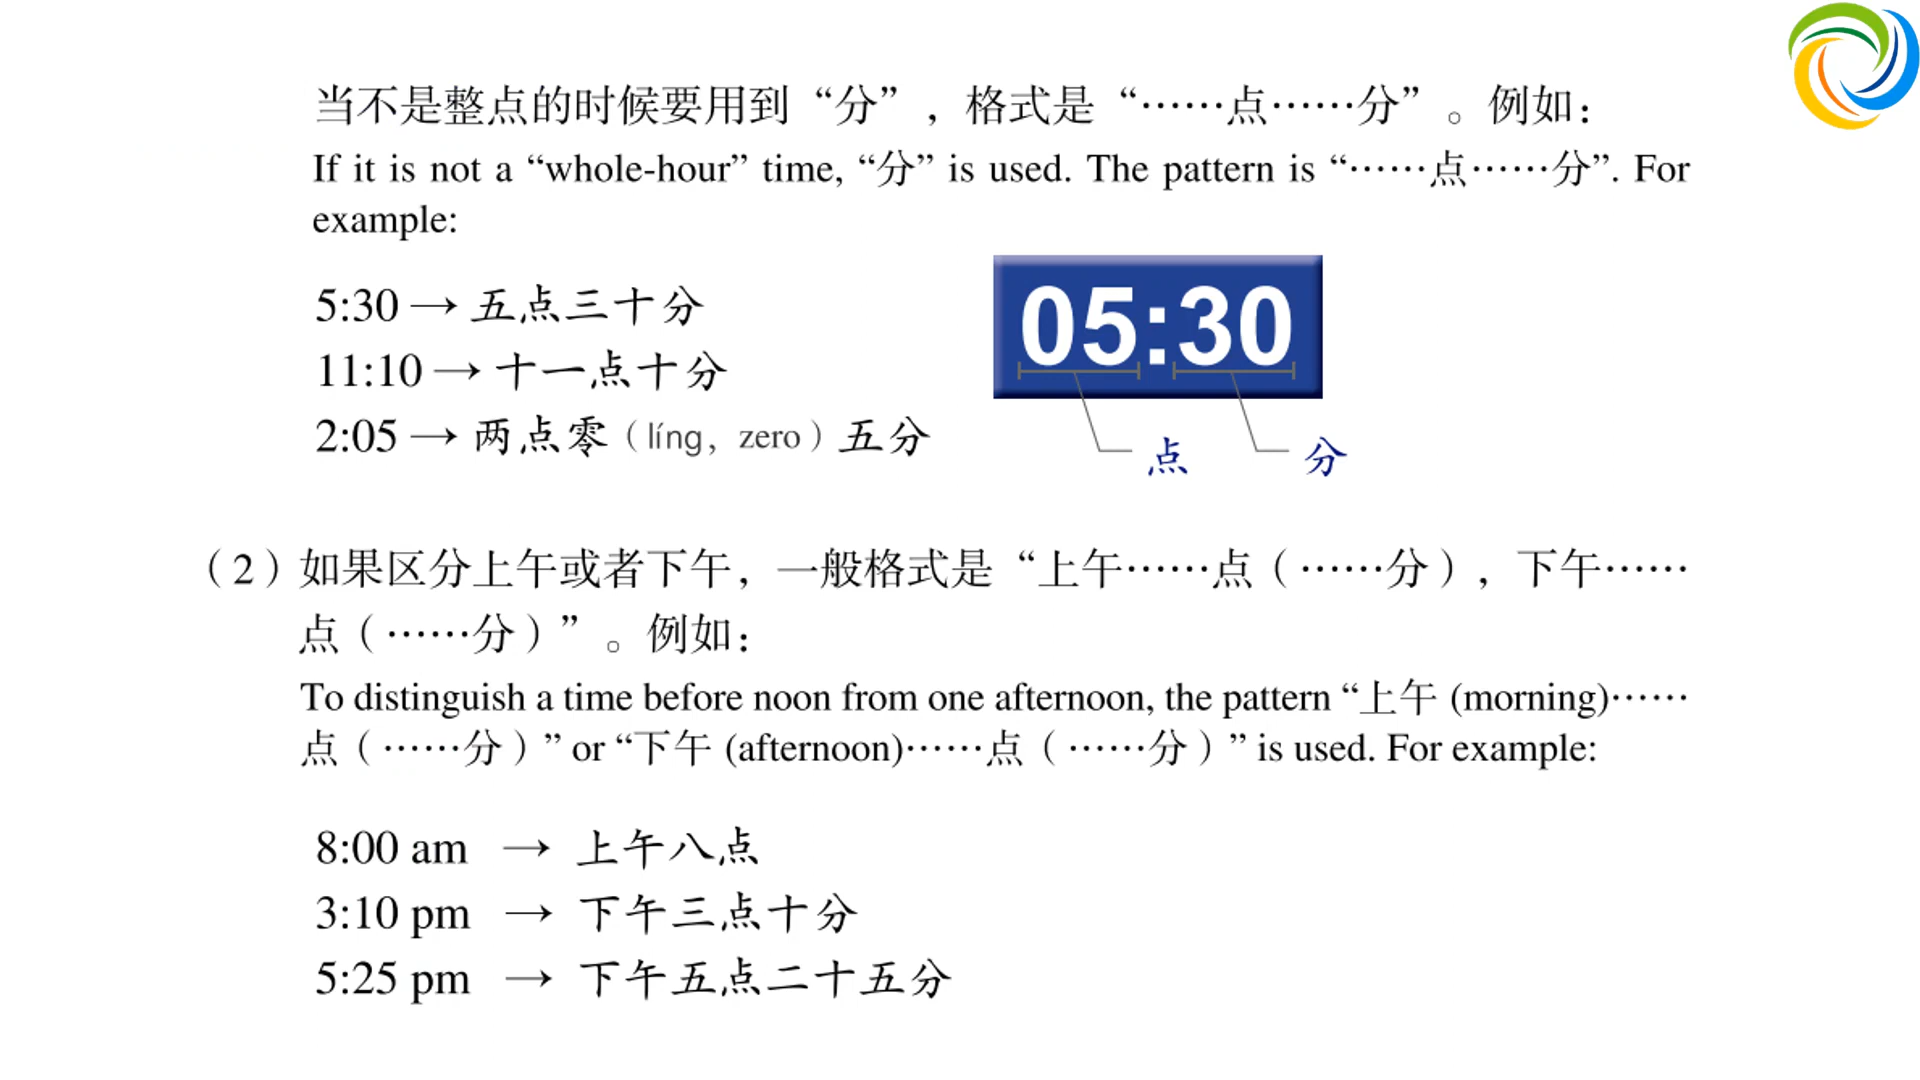 当不是整点的时候要用到“分”，格式是“……点……分”。例如：
If it is not a “whole-hour” time, “分” is used. The pattern is “……点……分”. For
example:
5:30 → 五点三十分
11:10 → 十一点十分
2:05 → 两点零（líng，zero）五分
05:30
点 分
（2）如果区分上午或者下午，一般格式是“上午……点（……分），下午……
点（……分）”。例如：
To distinguish a time before noon from one afternoon, the pattern “上午 (morning)……
点（……分）” or “下午 (afternoon)……点（……分）” is used. For example:
8:00 am → 上午八点
3:10 pm → 下午三点十分
5:25 pm → 下午五点二十五分